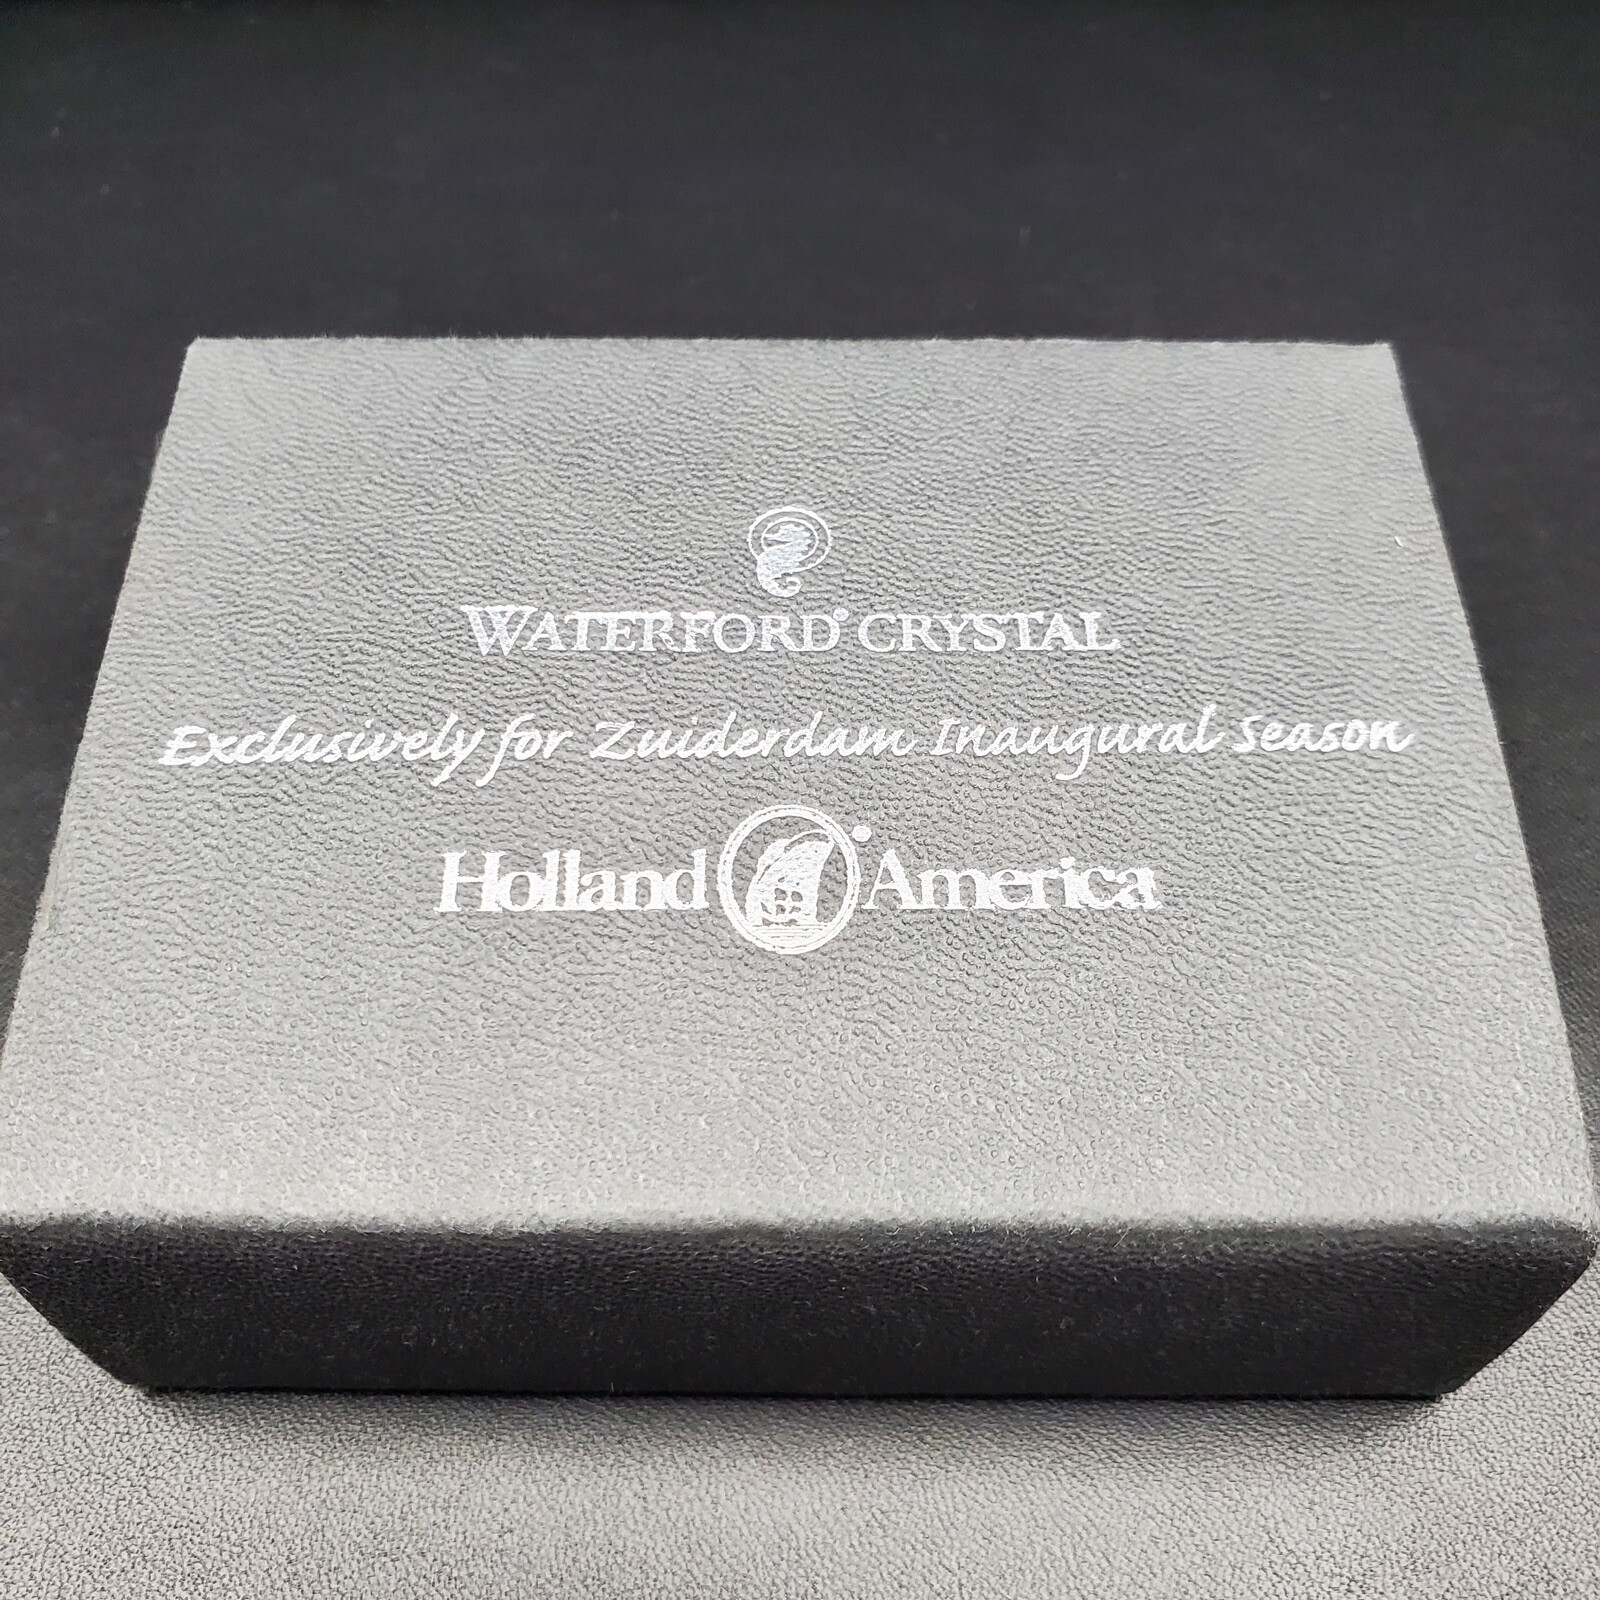 WATERFORD® CRYSTAL
Exclusively for Zuiderdam Inaugural Season
Holland America